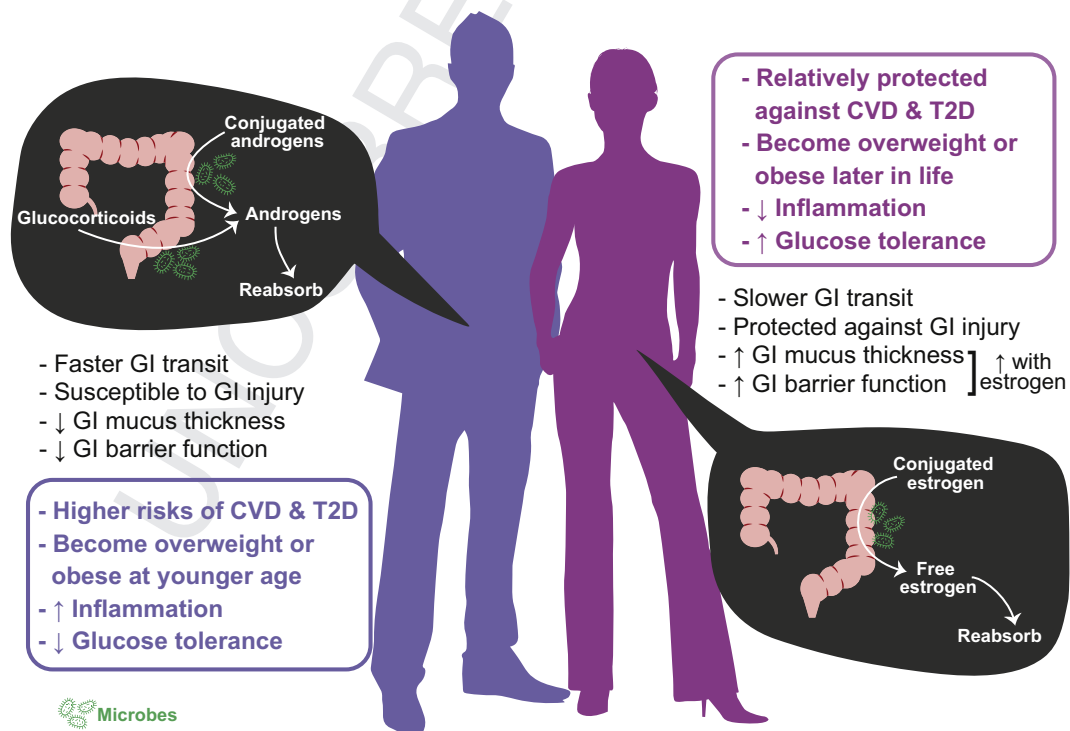 Conjugated
androgens
Glucocorticoids
Androgens
Reabsorb
- Faster GI transit
- Susceptible to GI injury
- ↓ GI mucus thickness
- ↓ GI barrier function
- Higher risks of CVD & T2D
- Become overweight or
obese at younger age
- ↑ Inflammation
- ↓ Glucose tolerance
Microbes
- Relatively protected
against CVD & T2D
- Become overweight or
obese later in life
- ↓ Inflammation
- ↑ Glucose tolerance
- Slower GI transit
- Protected against GI injury
- ↑ GI mucus thickness
- ↑ GI barrier function
] ↑ with
estrogen
Conjugated
estrogen
Free
estrogen
Reabsorb